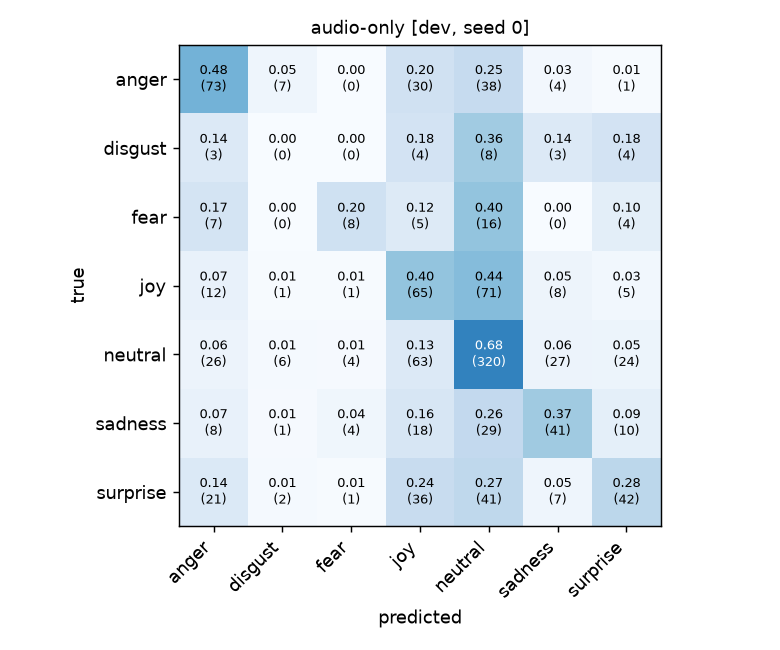 audio-only [dev, seed 0]
anger 0.48 0.05 0.00 0.20 0.25 0.03 0.01
(73) (7) (0) (30) (38) (4) (1)
disgust 0.14 0.00 0.00 0.18 0.36 0.14 0.18
(3) (0) (0) (4) (8) (3) (4)
fear 0.17 0.00 0.20 0.12 0.40 0.00 0.10
(7) (0) (8) (5) (16) (0) (4)
joy 0.07 0.01 0.01 0.40 0.44 0.05 0.03
(12) (1) (1) (65) (71) (8) (5)
neutral 0.06 0.01 0.01 0.13 0.68 0.06 0.05
(26) (6) (4) (63) (320) (27) (24)
sadness 0.07 0.01 0.04 0.16 0.26 0.37 0.09
(8) (1) (4) (18) (29) (41) (10)
surprise 0.14 0.01 0.01 0.24 0.27 0.05 0.28
(21) (2) (1) (36) (41) (7) (42)
true
anger disgust fear joy neutral sadness surprise
predicted